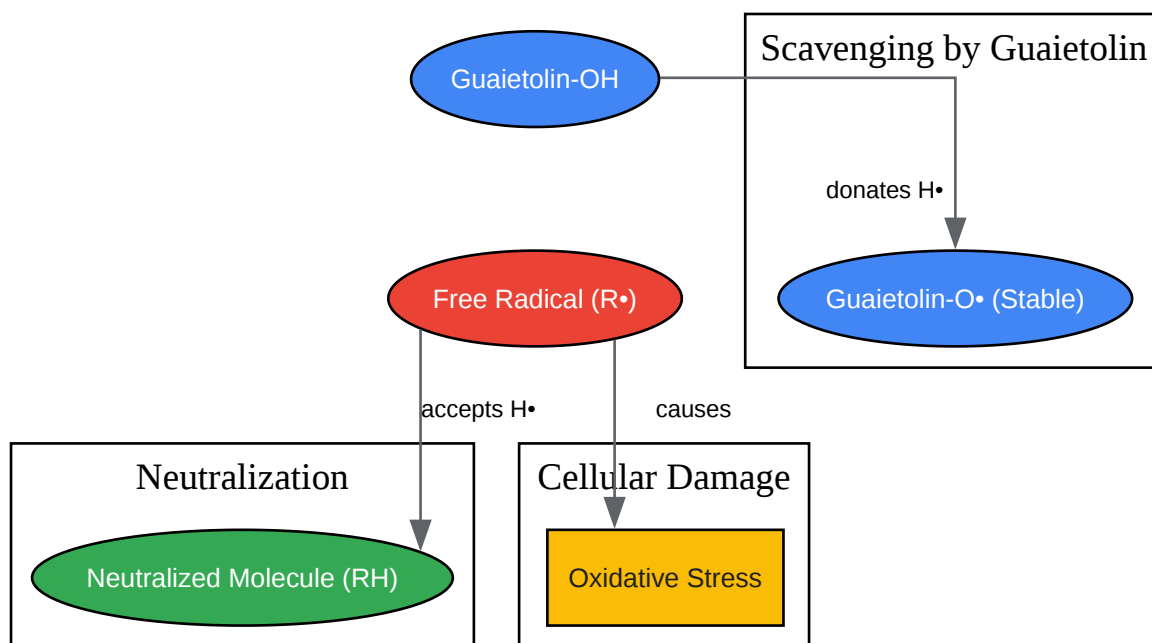 Scavenging by Guaietolin
Guaietolin-OH
donates H•
Free Radical (R•)
Guaietolin-O• (Stable)
accepts H•
causes
Neutralization
Cellular Damage
Neutralized Molecule (RH)
Oxidative Stress